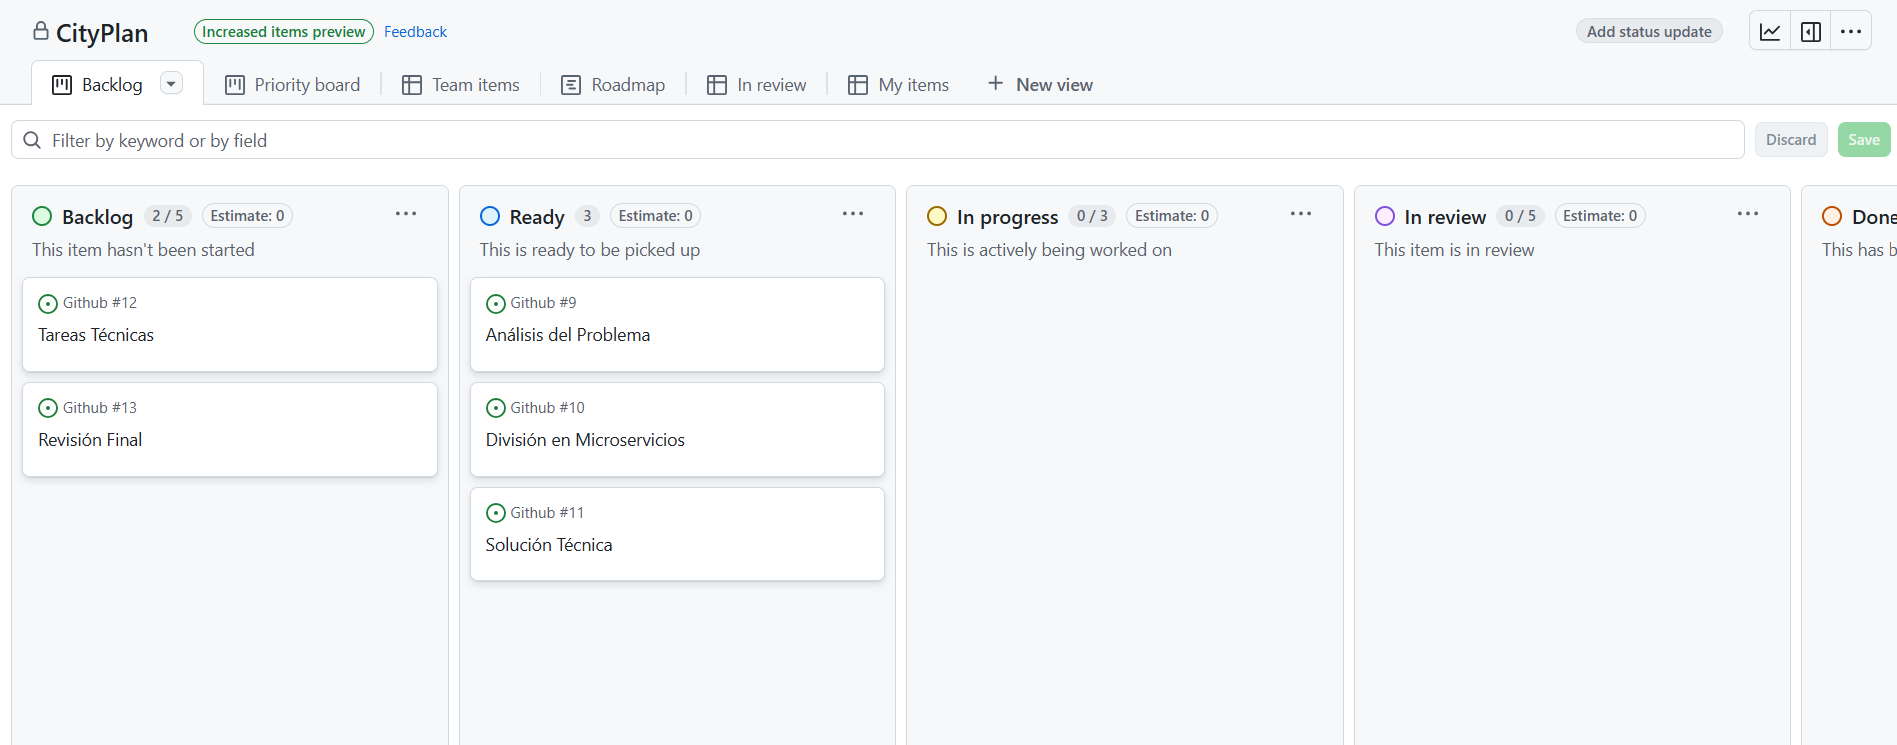 CityPlan
Increased items preview
Feedback
Add status update
Backlog
Priority board
Team items
Roadmap
In review
My items
New view
Filter by keyword or by field
Discard
Save
Backlog 2 / 5 Estimate: 0
This item hasn't been started
Github #12
Tareas Técnicas
Github #13
Revisión Final
Ready 3 Estimate: 0
This is ready to be picked up
Github #9
Análisis del Problema
Github #10
División en Microservicios
Github #11
Solución Técnica
In progress 0 / 3 Estimate: 0
This is actively being worked on
In review 0 / 5 Estimate: 0
This item is in review
Done
This has b